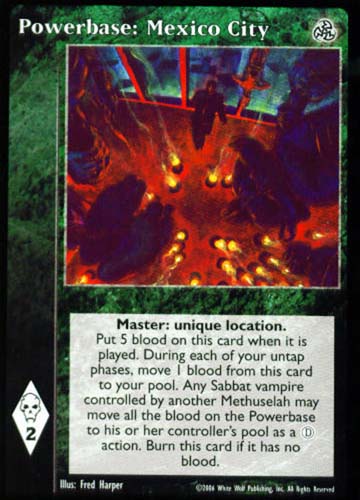 Powerbase: Mexico City
Master: unique location.
Put 5 blood on this card when it is
played. During each of your untap
phases, move 1 blood from this card
to your pool. Any Sabbat vampire
controlled by another Methuselah may
move all the blood on the Powerbase
to his or her controller's pool as a Ⓓ
action. Burn this card if it has no
blood.
2
Illus: Fred Harper
©2006 White Wolf Publishing, Inc. All Rights Reserved